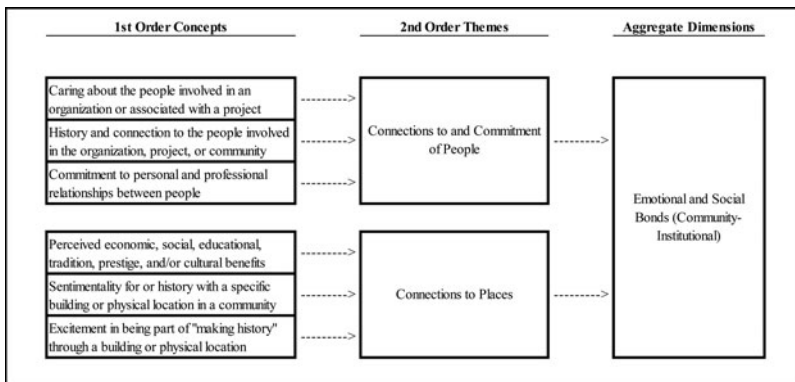 1st Order Concepts
2nd Order Themes
Aggregate Dimensions
Caring about the people involved in an
organization or associated with a project
History and connection to the people involved
in the organization, project, or community
Commitment to personal and professional
relationships between people
Connections to and Commitment
of People
Perceived economic, social, educational,
tradition, prestige, and/or cultural benefits
Sentimentality for or history with a specific
building or physical location in a community
Excitement in being part of "making history"
through a building or physical location
Connections to Places
Emotional and Social
Bonds (Community-
Institutional)